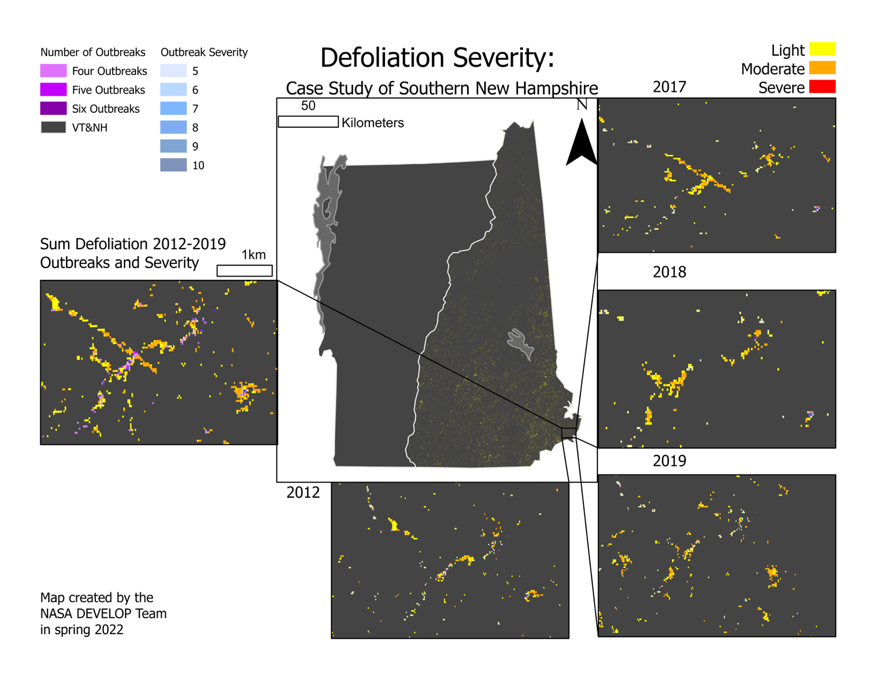 Defoliation Severity:
Case Study of Southern New Hampshire
Number of Outbreaks
Four Outbreaks
Five Outbreaks
Six Outbreaks
VT&NH
Outbreak Severity
5
6
7
8
9
10
Light
Moderate
Severe
50
Kilometers
N
2017
Sum Defoliation 2012-2019
Outbreaks and Severity
1km
2018
2019
2012
Map created by the
NASA DEVELOP Team
in spring 2022